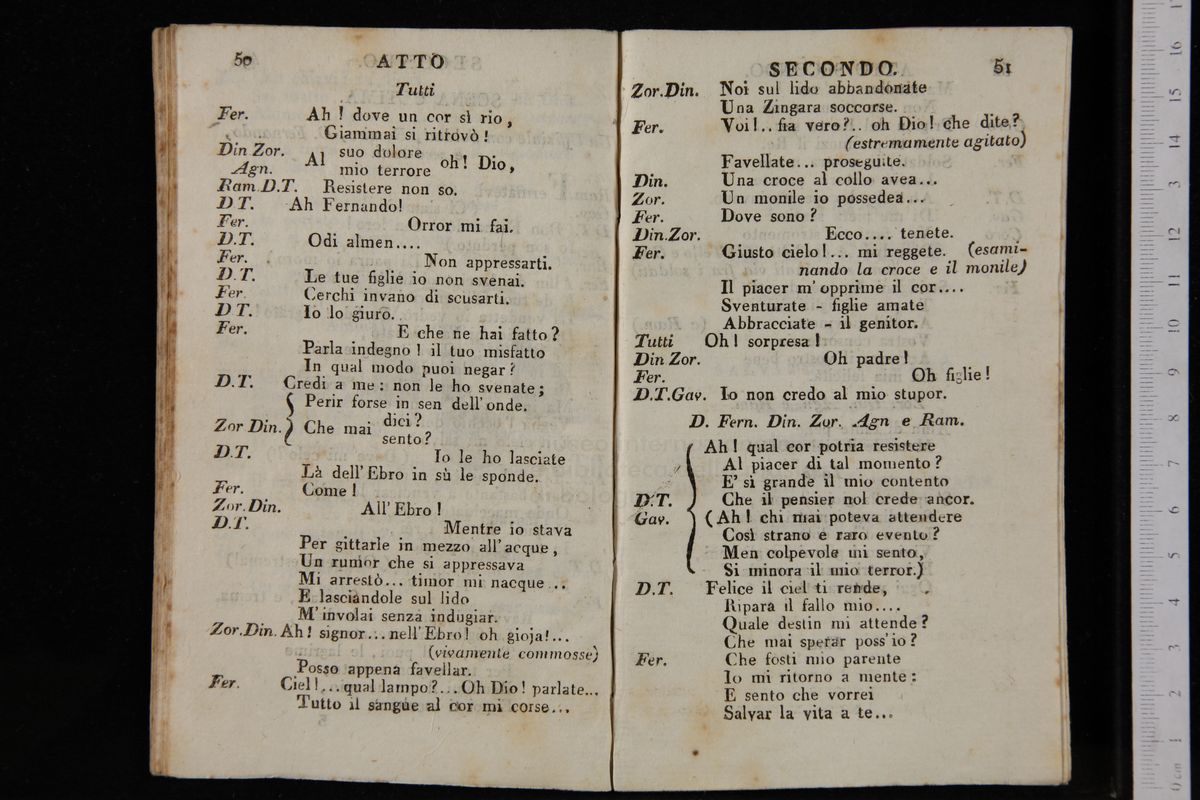 50 ATTO
Tutti
Fer. Ah ! dove un cor sì rio ,
Giammai si ritrovò !
Din Zor. Al suo dolore oh! Dio,
Agn. mio terrore
Ram D.T. Resistere non so.
D T. Ah Fernando!
Fer. Orror mi fai.
D.T. Odi almen....
Fer. Non appressarti.
D.T. Le tue figlie io non svenai.
Fer. Cerchi invano di scusarti.
D T. Io lo giuro.
Fer. E che ne hai fatto?
Parla indegno ! il tuo misfatto
In qual modo puoi negar?
D.T. Credi a me: non le ho svenate;
Perir forse in sen dell'onde.
Zor Din. Che mai dici?
sento?
D.T. Io le ho lasciate
Là dell'Ebro in sù le sponde.
Fer. Come!
Zor.Din. All'Ebro!
D.T. Mentre io stava
Per gittarle in mezzo all'acque,
Un rumor che si appressava
Mi arrestò... timor mi nacque ..
E lasciandole sul lido
M'involai senza indugiar.
Zor.Din. Ah! signor...nell'Ebro! oh gioja!...
(vivamente commosse)
Posso appena favellar.
Fer. Ciel!...qual lampo?...Oh Dio! parlate...
Tutto il sangue al cor mi corse...
SECONDO. 51
Zor.Din. Noi sul lido abbandonate
Una Zingara soccorse.
Fer. Voi!.. fia vero?.. oh Dio! che dite?
(estremamente agitato)
Favellate... proseguite.
Din. Una croce al collo avea...
Zor. Un monile io possedea...
Fer. Dove sono?
Din.Zor. Ecco.... tenete.
Fer. Giusto cielo!... mi reggete. (esami-
nando la croce e il monile)
Il piacer m'opprime il cor....
Sventurate - figlie amate
Abbracciate - il genitor.
Tutti Oh! sorpresa!
Din Zor. Oh padre!
Fer. Oh figlie!
D.T.Gav. Io non credo al mio stupor.
D. Fern. Din. Zor. Agn e Ram.
Ah! qual cor potria resistere
Al piacer di tal momento?
E' sì grande il mio contento
D.T. Che il pensier nol crede ancor.
Gav. (Ah! chi mai poteva attendere
Così strano e raro evento?
Men colpevole mi sento,
Si minora il mio terror.)
D.T. Felice il ciel ti rende,
Ripara il fallo mio....
Quale destin mi attende?
Che mai sperar poss'io?
Fer. Che fosti mio parente
Io mi ritorno a mente:
E sento che vorrei
Salvar la vita a te...